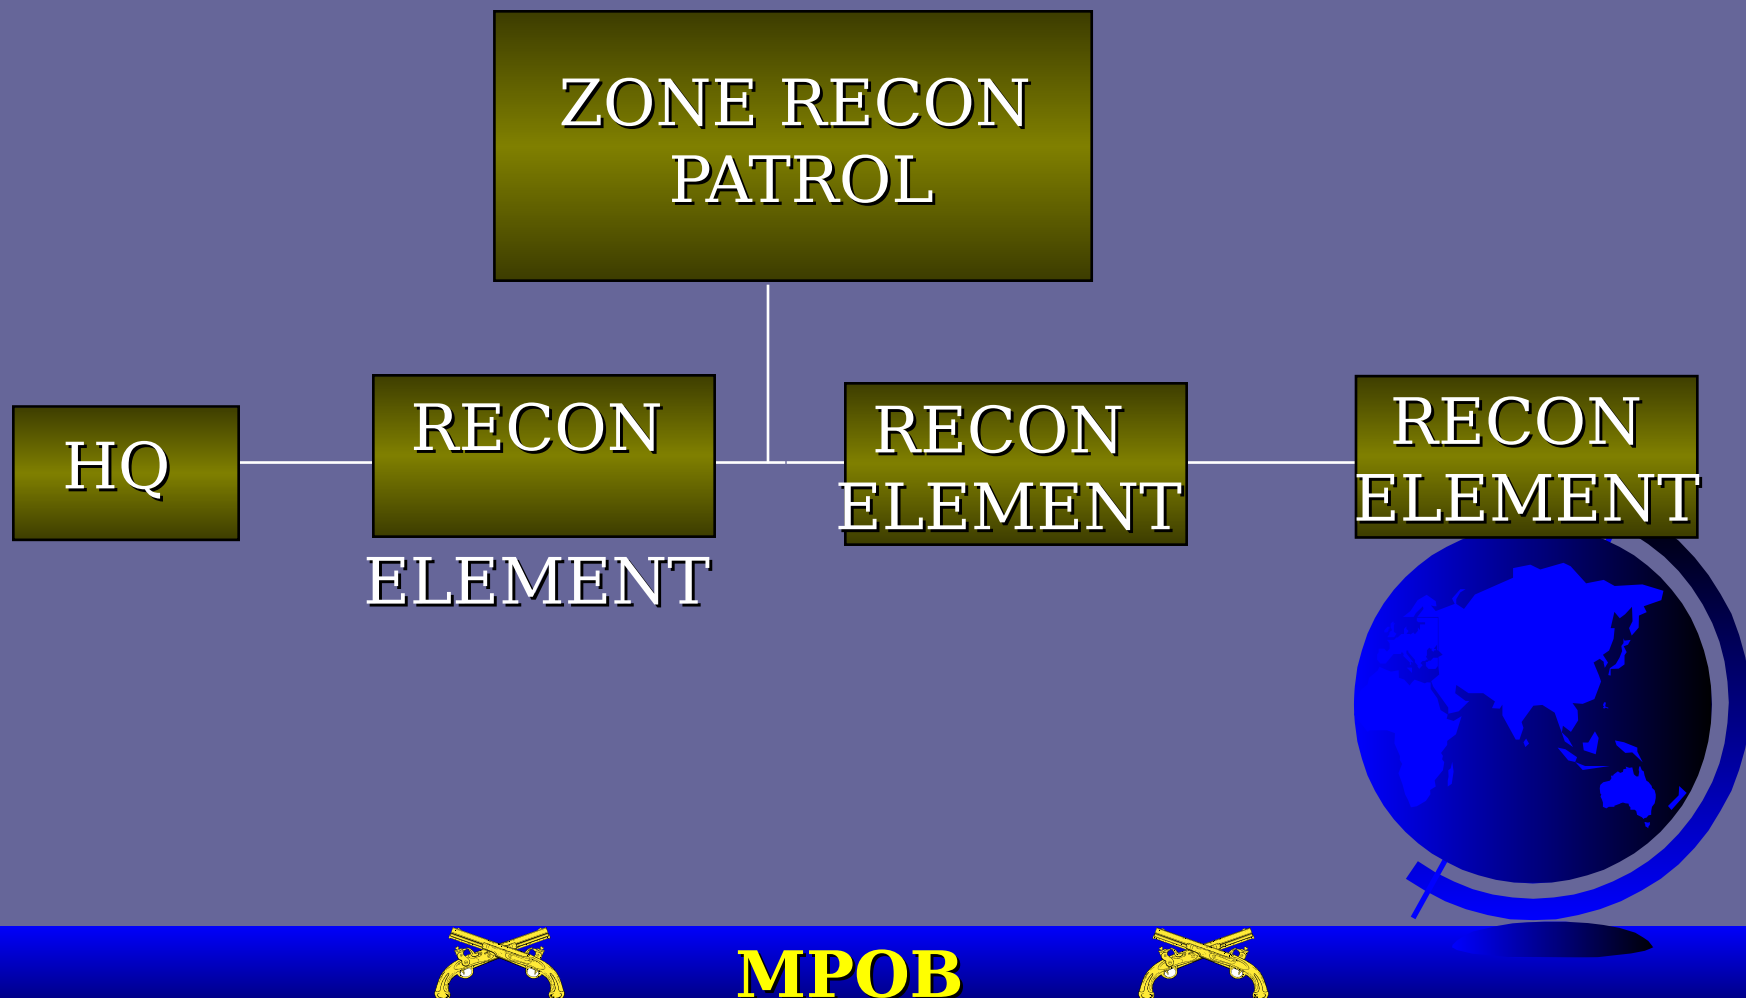 ZONE RECON
PATROL
HQ
RECON
ELEMENT
RECON
ELEMENT
RECON
ELEMENT
MPOB